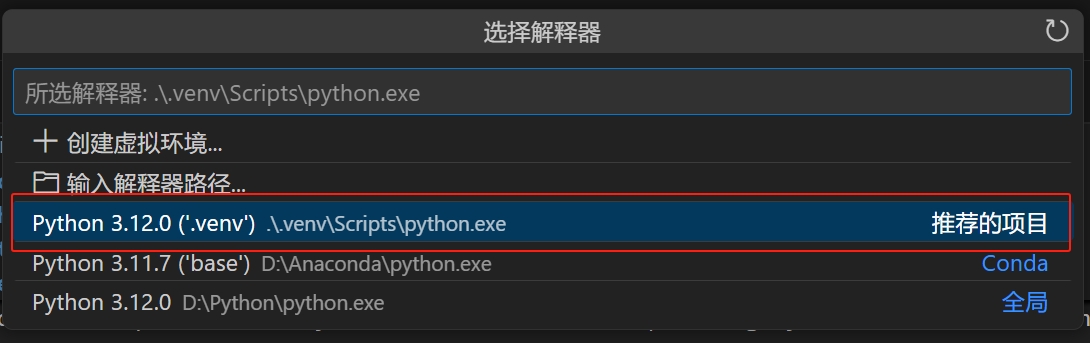 选择解释器
所选解释器: .\.venv\Scripts\python.exe
创建虚拟环境...
输入解释器路径...
Python 3.12.0 ('.venv') .\.venv\Scripts\python.exe 推荐的项目
Python 3.11.7 ('base') D:\Anaconda\python.exe Conda
Python 3.12.0 D:\Python\python.exe 全局